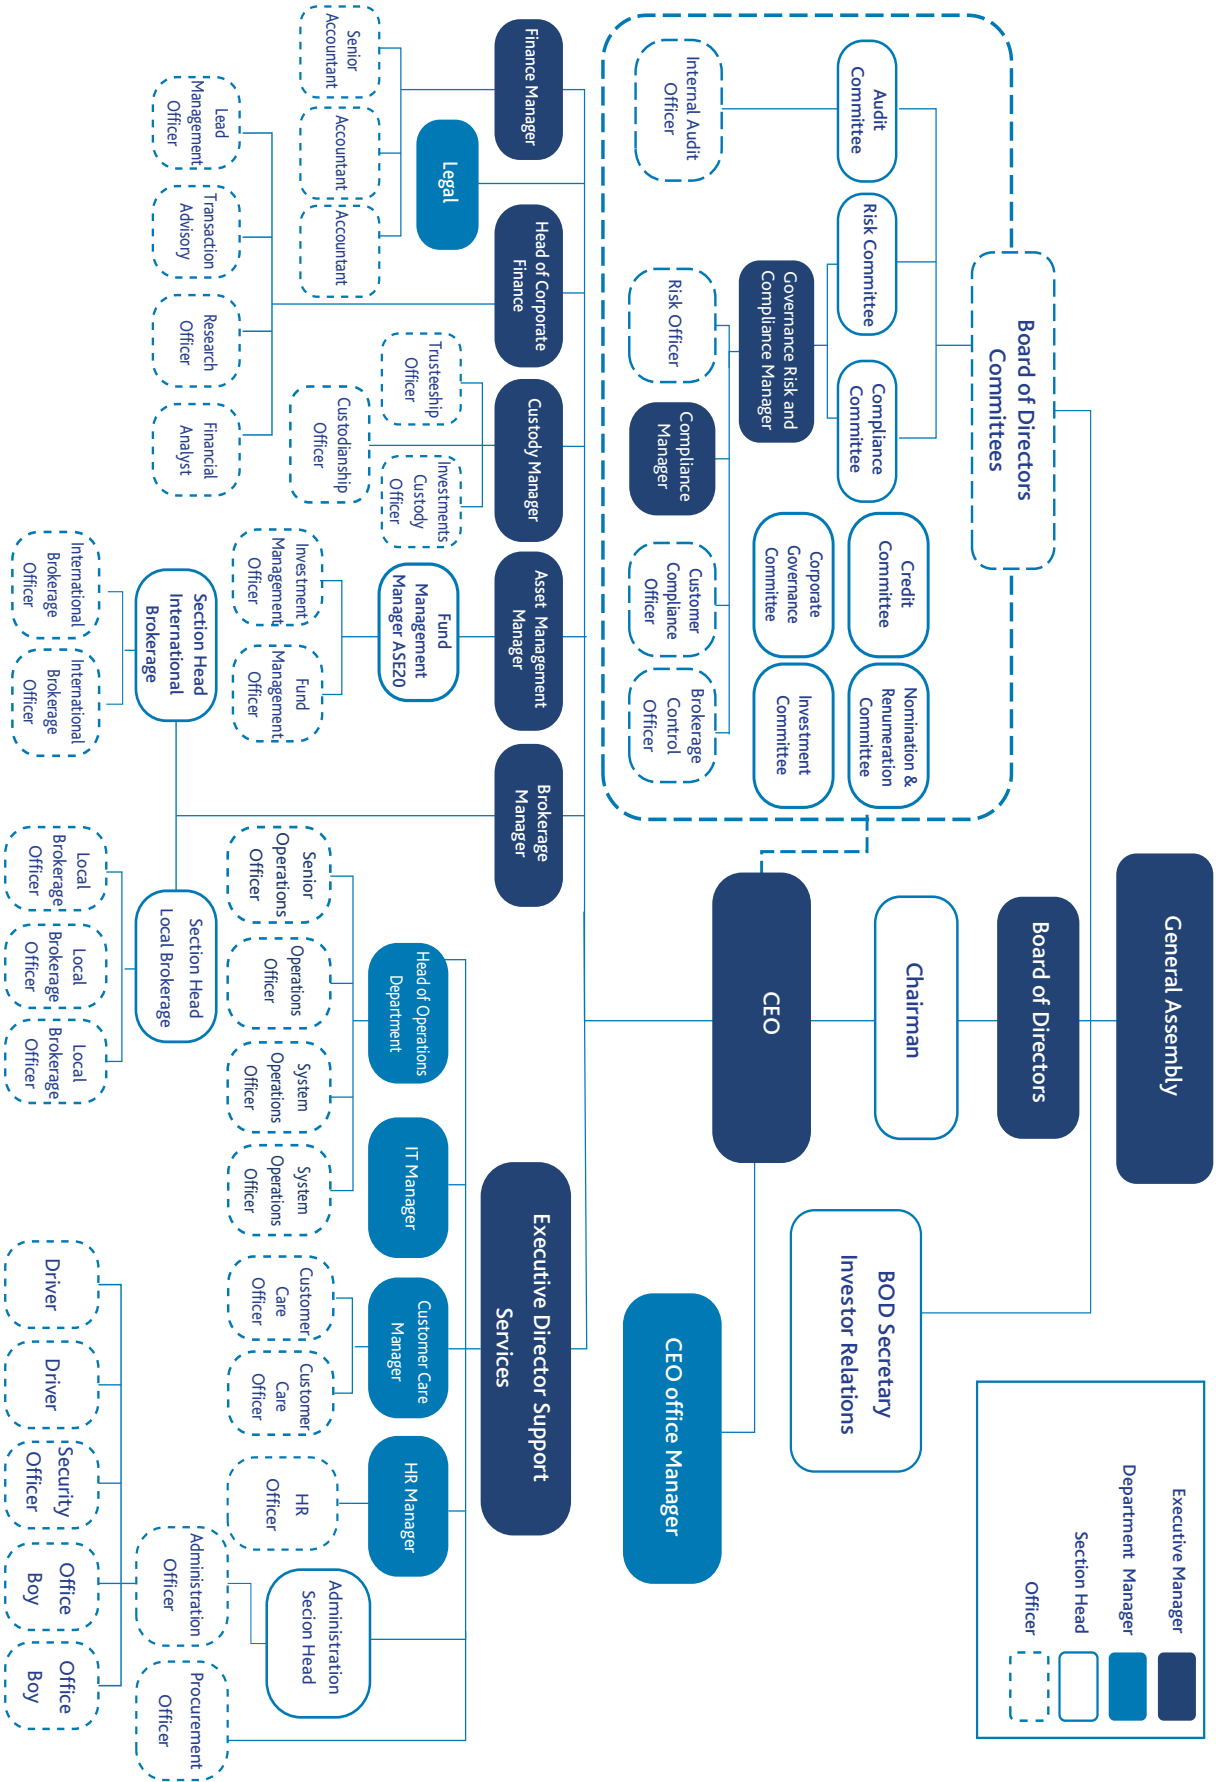 General Assembly
Executive Manager
Department Manager
Section Head
Officer
Board of Directors
Committees
Board of Directors
Chairman
BOD Secretary
Investor Relations
CEO
CEO office Manager
Audit
Committee
Risk Committee
Compliance
Committee
Credit
Committee
Nomination &
Renumeration
Committee
Governance Risk and
Compliance Manager
Corporate
Governance
Committee
Investment
Committee
Internal Audit
Officer
Risk Officer
Compliance
Manager
Customer
Compliance
Officer
Brokerage
Control
Officer
Finance Manager
Head of Corporate
Finance
Custody Manager
Asset Management
Manager
Brokerage
Manager
Executive Director Support
Services
Legal
Senior
Accountant
Accountant
Accountant
Trusteeship
Officer
Investments
Custody
Officer
Custodianship
Officer
Fund
Management
Manager ASE20
Head of Operations
Department
IT Manager
Customer Care
Manager
HR Manager
Administration
Secion Head
Lead
Management
Officer
Transaction
Advisory
Research
Officer
Financial
Analyst
Investment
Management
Officer
Fund
Management
Officer
Senior
Operations
Officer
Operations
Officer
System
Operations
Officer
System
Operations
Officer
Customer
Care
Officer
Customer
Care
Officer
HR
Officer
Section Head
International
Brokerage
Section Head
Local Brokerage
Administration
Officer
Procurement
Officer
International
Brokerage
Officer
International
Brokerage
Officer
Local
Brokerage
Officer
Local
Brokerage
Officer
Local
Brokerage
Officer
Driver
Driver
Security
Officer
Office
Boy
Office
Boy